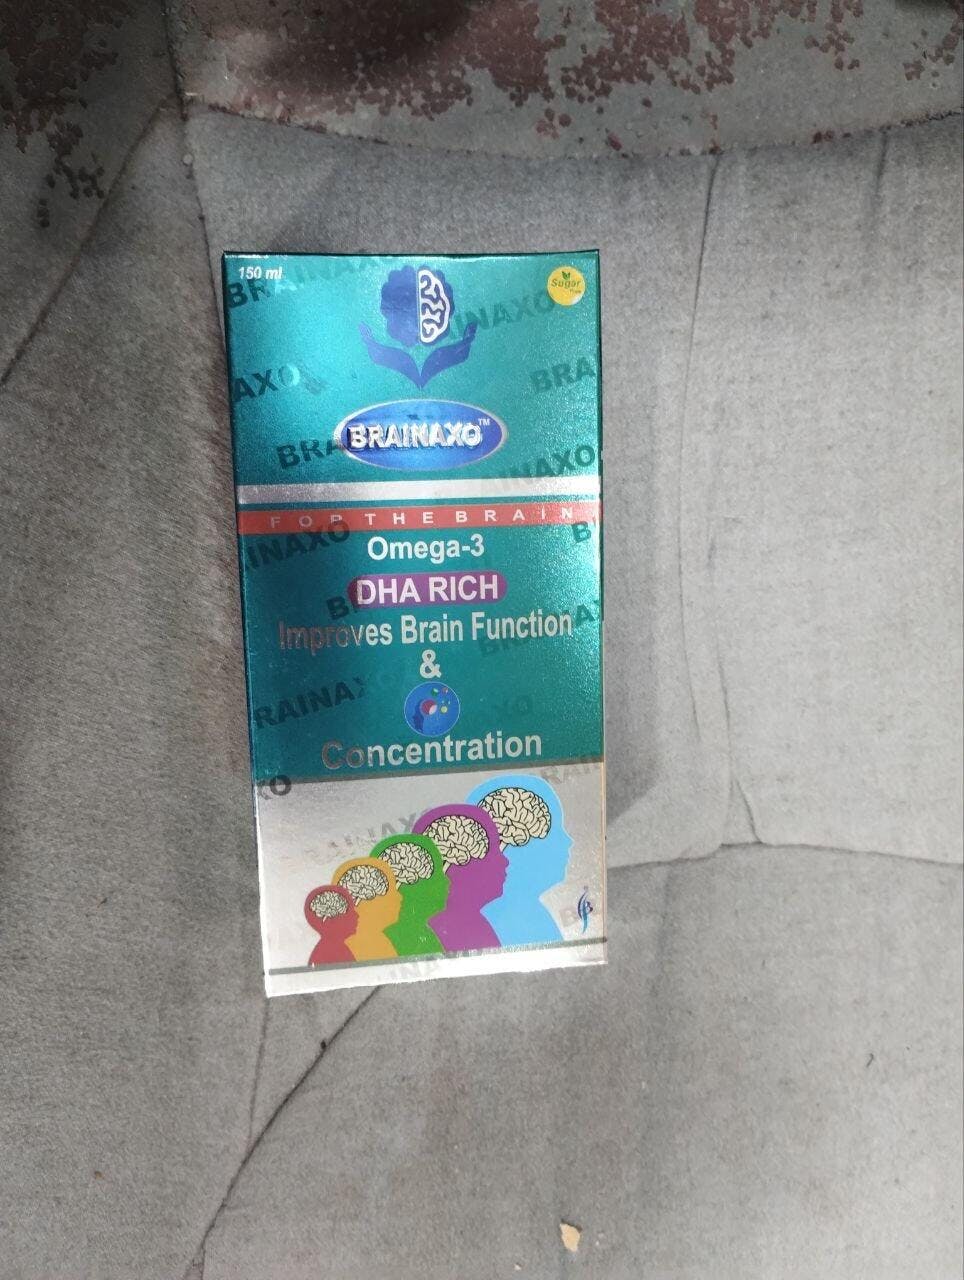 150 ml
Sugar
BRAINAXO™
FOR THE BRAIN
Omega-3
DHA RICH
Improves Brain Function
&
Concentration